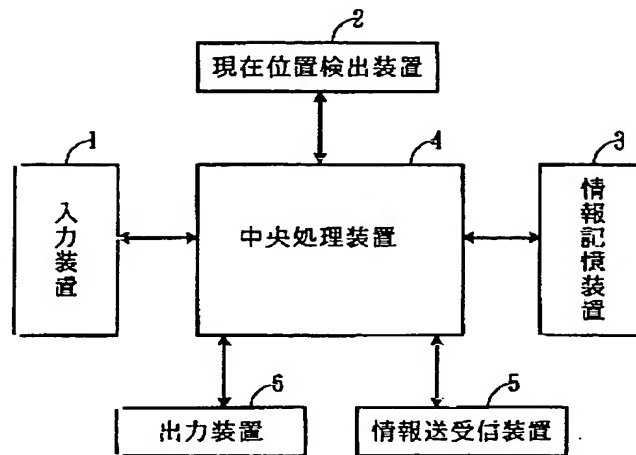 2
現在位置検出装置
1
4
3
入力装置
中央処理装置
情報記憶装置
6
5
出力装置
情報送受信装置